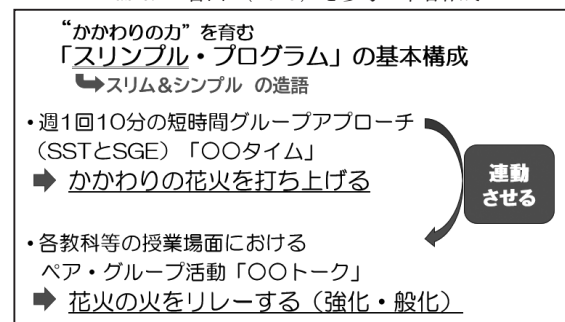 “かかわりの力”を育む
「スリンプル・プログラム」の基本構成
スリム&シンプル の造語
・週1回10分の短時間グループアプローチ
(SSTとSGE)「〇〇タイム」
➡ かかわりの花火を打ち上げる
連動
させる
・各教科等の授業場面における
ペア・グループ活動「〇〇トーク」
➡ 花火の火をリレーする(強化・般化)